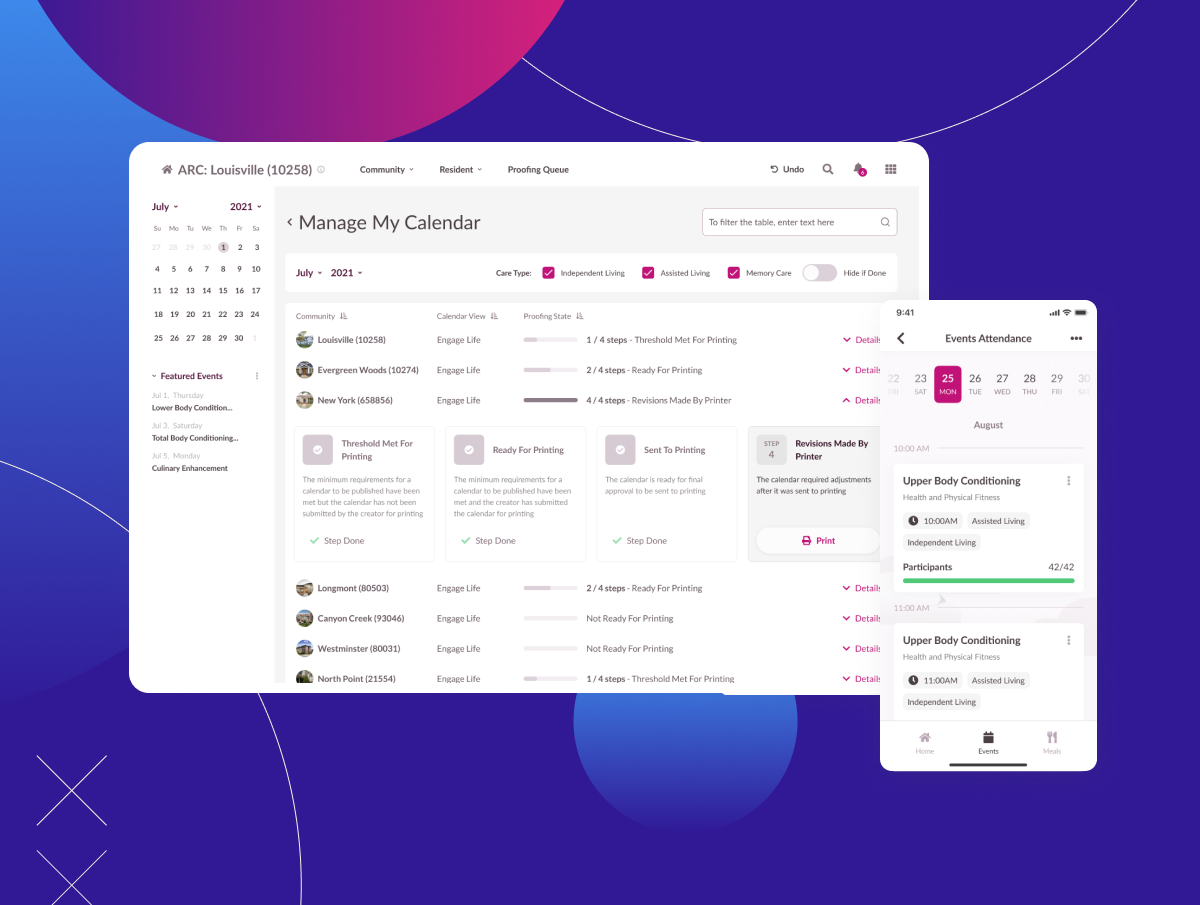 ARC: Louisville (10258)
Community
Resident
Proofing Queue
Undo
6
July
2021
Su Mo Tu We Th Fr Sa
27 28 29 30 1 2 3
4 5 6 7 8 9 10
11 12 13 14 15 16 17
18 19 20 21 22 23 24
25 26 27 28 29 30 1
Featured Events
Jul 1, Thursday
Lower Body Condition...
Jul 3, Saturday
Total Body Conditioning...
Jul 5, Monday
Culinary Enhancement
Manage My Calendar
To filter the table, enter text here
July
2021
Care Type:
Independent Living
Assisted Living
Memory Care
Hide if Done
Community
Calendar View
Proofing State
Louisville (10258)
Engage Life
1 / 4 steps - Threshold Met For Printing
Details
Evergreen Woods (10274)
Engage Life
2 / 4 steps - Ready For Printing
Details
New York (658856)
Engage Life
4 / 4 steps - Revisions Made By Printer
Details
Threshold Met For
Printing
The minimum requirements for a
calendar to be published have been
met but the calendar has not been
submitted by the creator for printing
Step Done
Ready For Printing
The minimum requirements for a
calendar to be published have been
met and the creator has submitted
the calendar for printing
Step Done
Sent To Printing
The calendar is ready for final
approval to be sent to printing
Step Done
STEP
4
Revisions Made By
Printer
The calendar required adjustments
after it was sent to printing
Print
Longmont (80503)
Engage Life
2 / 4 steps - Ready For Printing
Details
Canyon Creek (93046)
Engage Life
Not Ready For Printing
Details
Westminster (80031)
Engage Life
Not Ready For Printing
Details
North Point (21554)
Engage Life
1 / 4 steps - Threshold Met For Printing
Details
9:41
Events Attendance
22 23 25 26 27 28 29 30
FRI SAT MON TUE WED THU FRI SAT
August
10:00 AM
Upper Body Conditioning
Health and Physical Fitness
10:00AM
Assisted Living
Independent Living
Participants
42/42
11:00 AM
Upper Body Conditioning
Health and Physical Fitness
11:00AM
Assisted Living
Independent Living
Home
Events
Meals